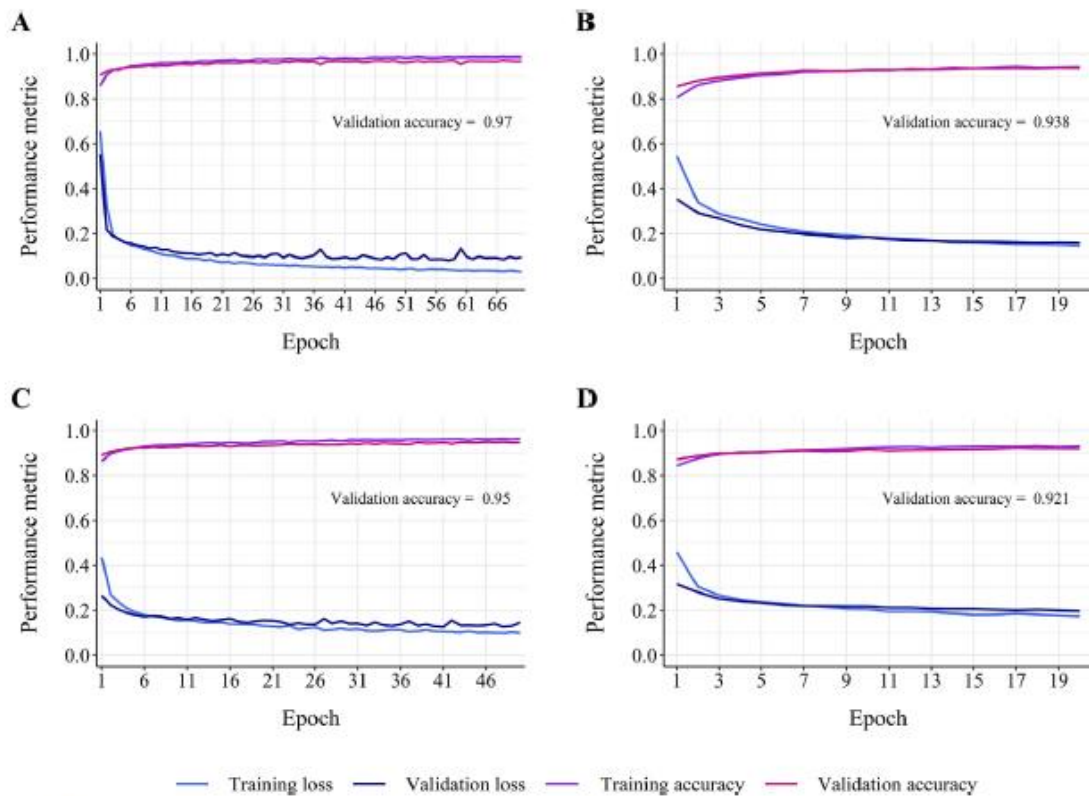 A
Performance metric
1.0
0.8
0.6
0.4
0.2
0.0
Validation accuracy = 0.97
1 6 11 16 21 26 31 36 41 46 51 56 61 66
Epoch
B
Performance metric
1.0
0.8
0.6
0.4
0.2
0.0
Validation accuracy = 0.938
1 3 5 7 9 11 13 15 17 19
Epoch
C
Performance metric
1.0
0.8
0.6
0.4
0.2
0.0
Validation accuracy = 0.95
1 6 11 16 21 26 31 36 41 46
Epoch
D
Performance metric
1.0
0.8
0.6
0.4
0.2
0.0
Validation accuracy = 0.921
1 3 5 7 9 11 13 15 17 19
Epoch
Training loss Validation loss Training accuracy Validation accuracy